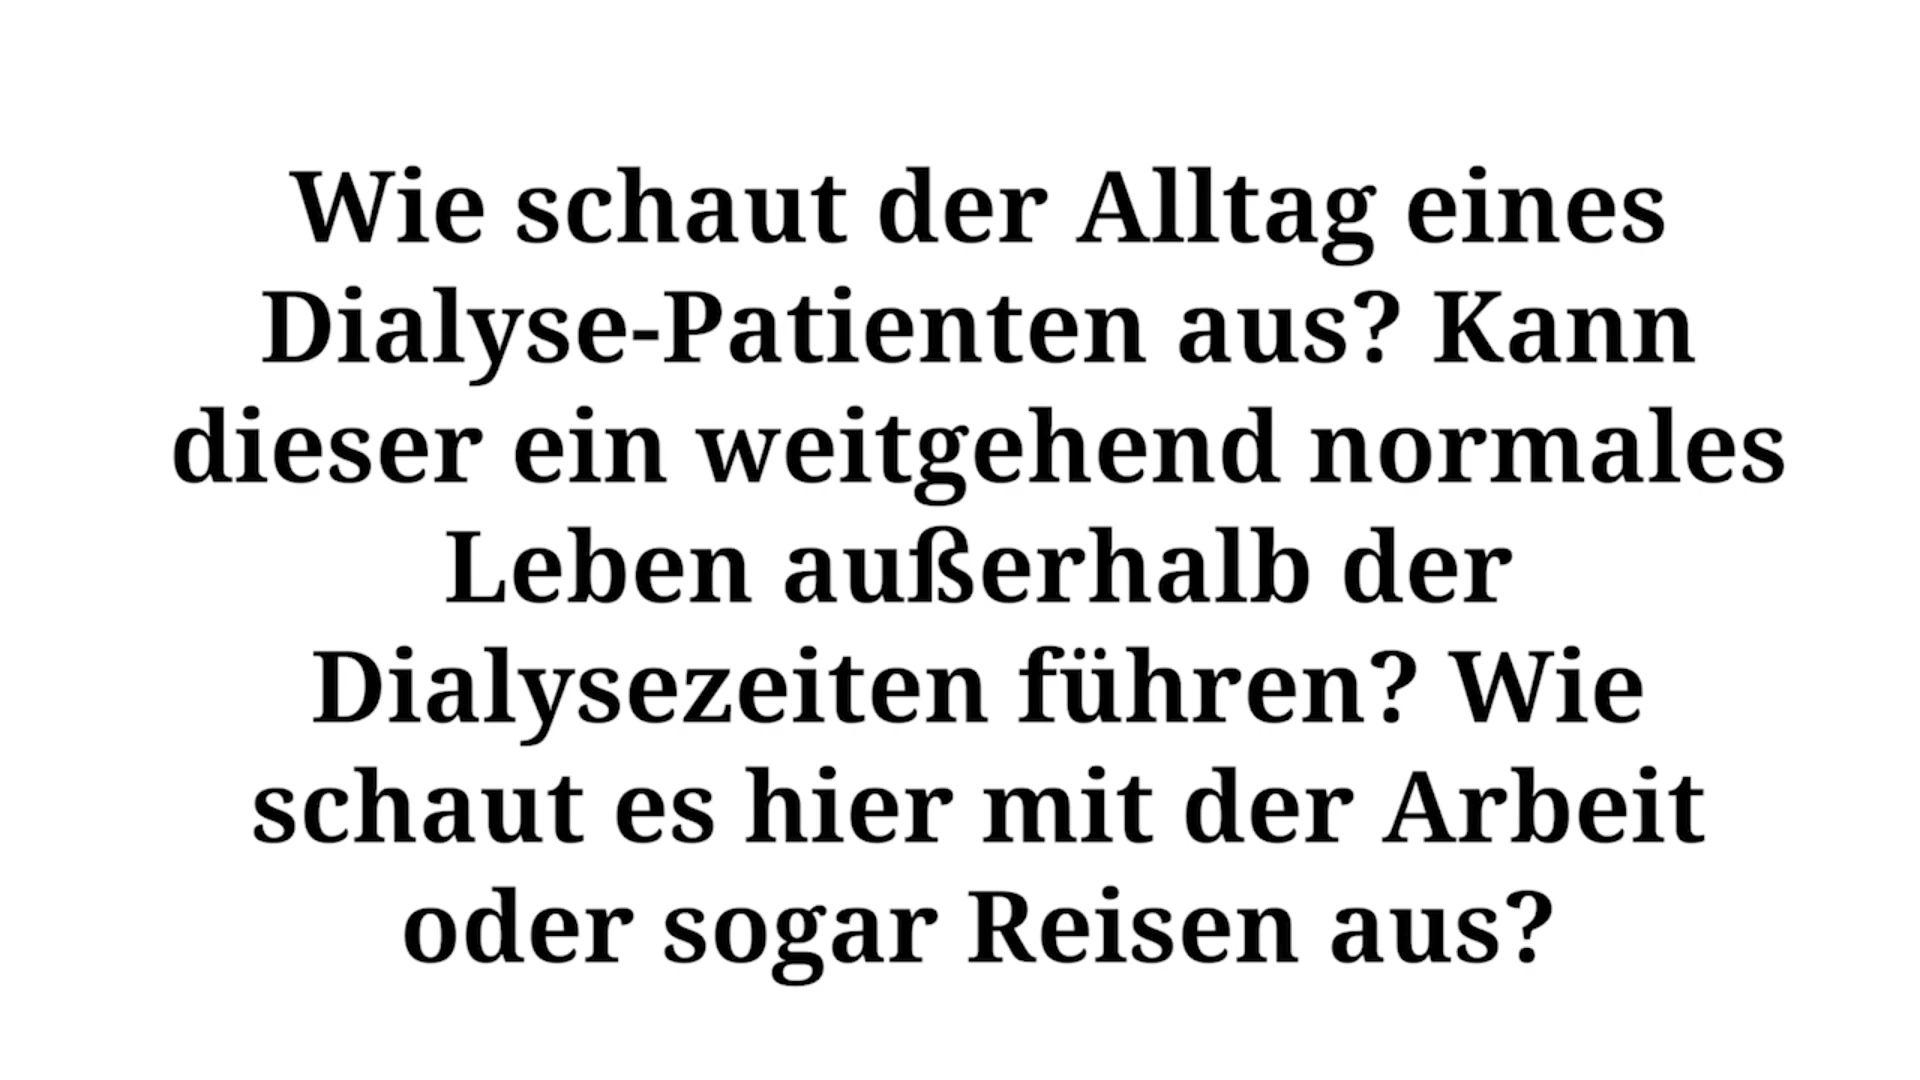 Wie schaut der Alltag eines
Dialyse-Patienten aus? Kann
dieser ein weitgehend normales
Leben außerhalb der
Dialysezeiten führen? Wie
schaut es hier mit der Arbeit
oder sogar Reisen aus?